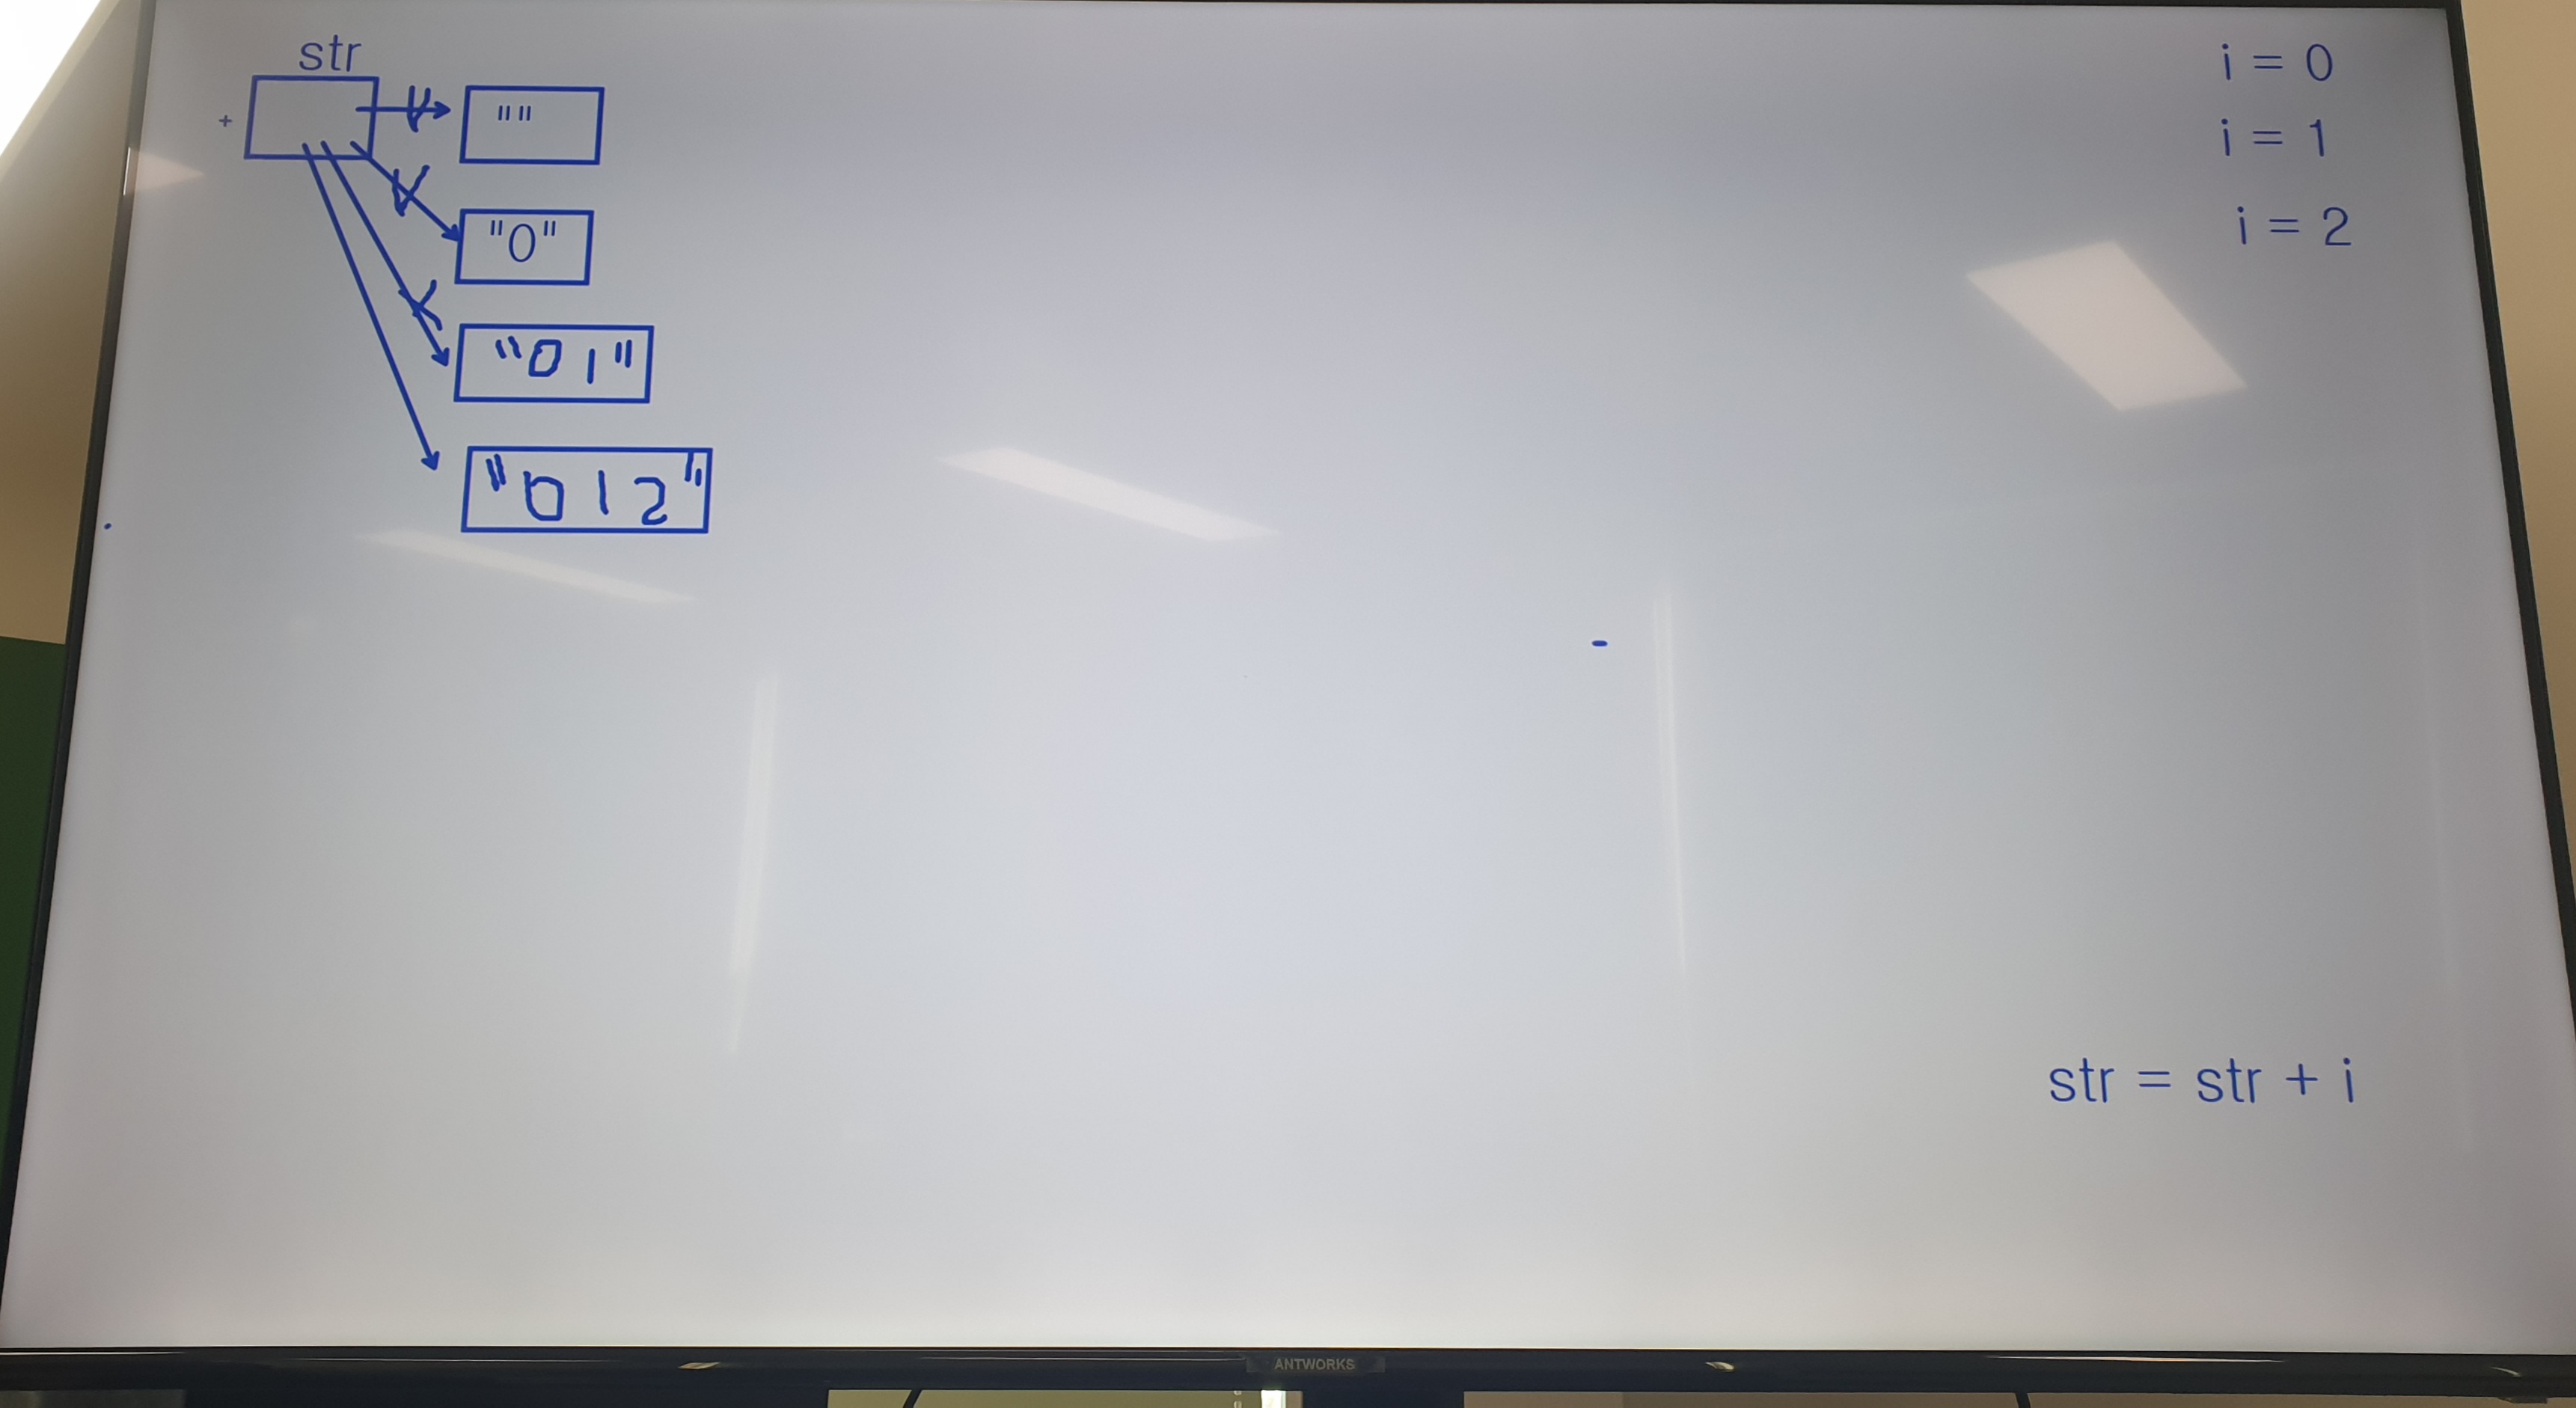 str
+
""
"0"
"01"
"012"
i = 0
i = 1
i = 2
-
str = str + i
ANTWORKS